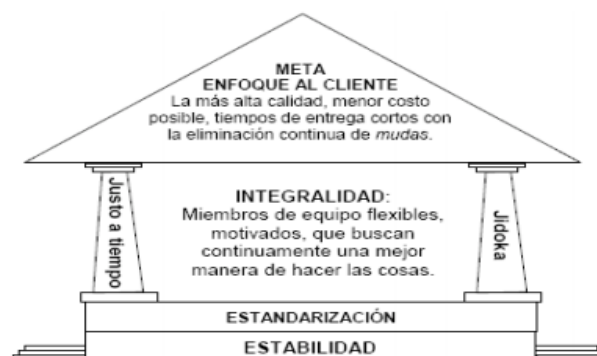 META
ENFOQUE AL CLIENTE
La más alta calidad, menor costo
posible, tiempos de entrega cortos con
la eliminación continua de mudas.
Justo a tiempo
INTEGRALIDAD:
Miembros de equipo flexibles,
motivados, que buscan
continuamente una mejor
manera de hacer las cosas.
Jidoka
ESTANDARIZACIÓN
ESTABILIDAD